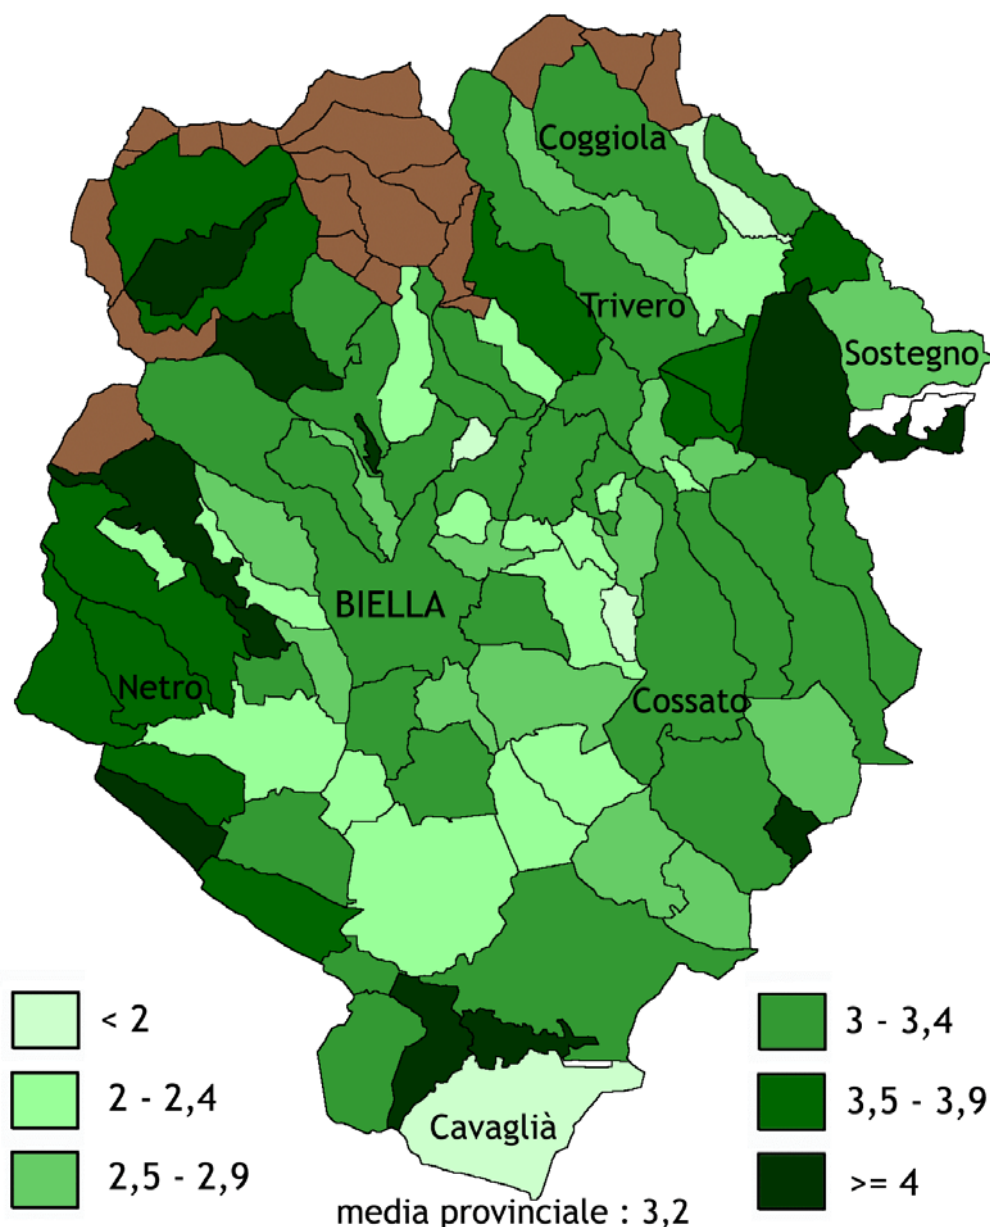 Coggiola
Trivero
Sostegno
BIELLA
Netro
Cossato
< 2
3 - 3,4
2 - 2,4
3,5 - 3,9
Cavaglià
2,5 - 2,9
>= 4
media provinciale : 3,2